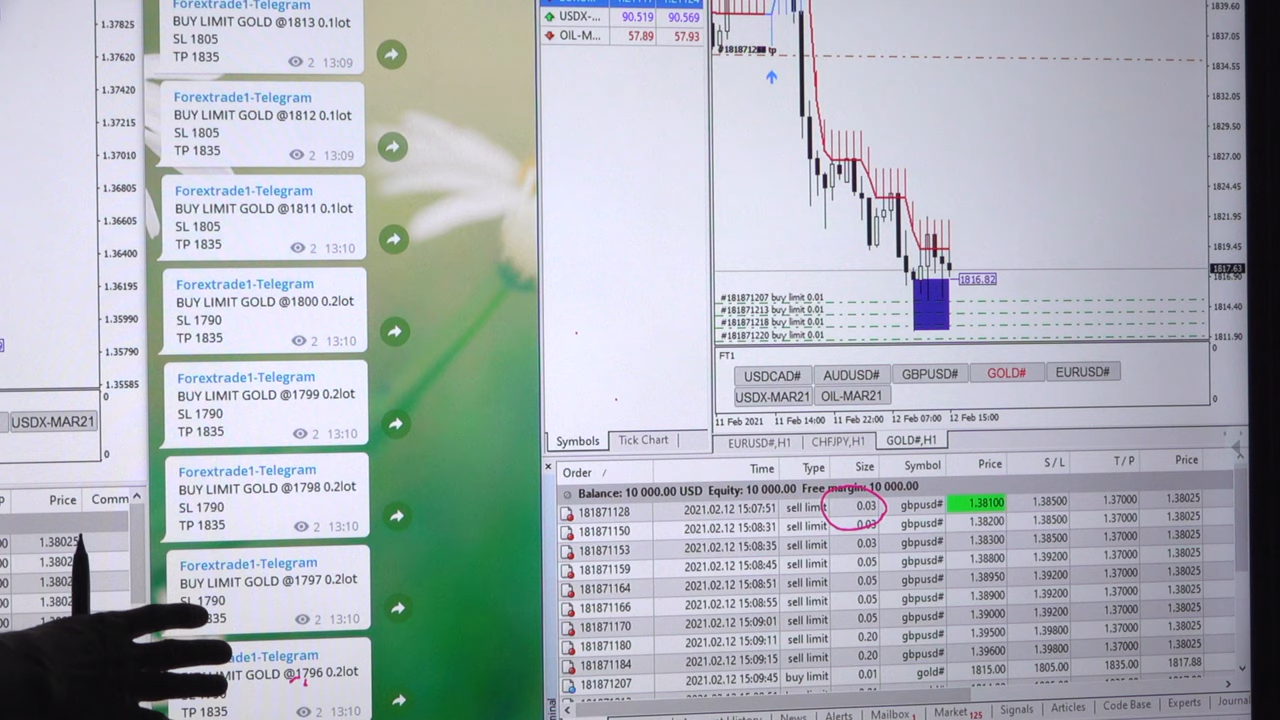 1.37825
1.37620
1.37420
1.37215
1.37010
1.36805
1.36605
1.36400
1.36195
1.35990
1.35790
1.35585
0
0
USDX-MAR21
Price Comm
1.38025
Forextrade1-Telegram
BUY LIMIT GOLD @1813 0.1lot
SL 1805
TP 1835
2 13:09
Forextrade1-Telegram
BUY LIMIT GOLD @1812 0.1lot
SL 1805
TP 1835
2 13:09
Forextrade1-Telegram
BUY LIMIT GOLD @1811 0.1lot
SL 1805
TP 1835
2 13:10
Forextrade1-Telegram
BUY LIMIT GOLD @1800 0.2lot
SL 1790
TP 1835
2 13:10
Forextrade1-Telegram
BUY LIMIT GOLD @1799 0.2lot
SL 1790
TP 1835
2 13:10
Forextrade1-Telegram
BUY LIMIT GOLD @1798 0.2lot
SL 1790
TP 1835
2 13:10
Forextrade1-Telegram
BUY LIMIT GOLD @1797 0.2lot
SL 1790
2 13:10
GOLD @1796 0.2lot
TP 1835
2 13:10
USDX-... 90.519 90.569
OIL-M... 57.89 57.93
Symbols Tick Chart
1839.60
1837.05
1834.55
1832.05
1829.50
1827.00
1824.45
1821.95
1819.45
1817.63
1816.90
1814.40
1811.90
0
0
1816.82
#181871207 buy limit 0.01
#181871213 buy limit 0.01
#181871218 buy limit 0.01
#181871220 buy limit 0.01
FT1
USDCAD# AUDUSD# GBPUSD# GOLD# EURUSD#
USDX-MAR21 OIL-MAR21
11 Feb 2021 11 Feb 14:00 11 Feb 22:00 12 Feb 07:00 12 Feb 15:00
EURUSD#,H1 CHFJPY,H1 GOLD#,H1
Order / Time Type Size Symbol Price S / L T / P Price
Balance: 10 000.00 USD Equity: 10 000.00 Free margin: 10 000.00
181871128 2021.02.12 15:07:51 sell limit 0.03 gbpusd# 1.38100 1.38500 1.37000 1.38025
181871150 2021.02.12 15:08:31 sell limit 0.03 gbpusd# 1.38200 1.38500 1.37000 1.38025
181871153 2021.02.12 15:08:35 sell limit 0.03 gbpusd# 1.38300 1.38500 1.37000 1.38025
181871159 2021.02.12 15:08:45 sell limit 0.05 gbpusd# 1.38800 1.39200 1.37000 1.38025
181871164 2021.02.12 15:08:51 sell limit 0.05 gbpusd# 1.38950 1.39200 1.37000 1.38025
181871166 2021.02.12 15:08:55 sell limit 0.05 gbpusd# 1.38900 1.39200 1.37000 1.38025
181871170 2021.02.12 15:09:01 sell limit 0.05 gbpusd# 1.39000 1.39200 1.37000 1.38025
181871180 2021.02.12 15:09:11 sell limit 0.20 gbpusd# 1.39500 1.39800 1.37000 1.38025
181871184 2021.02.12 15:09:15 sell limit 0.20 gbpusd# 1.39600 1.39800 1.37000 1.38025
181871207 2021.02.12 15:09:45 buy limit 0.01 gold# 1815.00 1805.00 1835.00 1817.88
News Alerts Mailbox 1 Market 125 Signals Articles Code Base Experts Journal